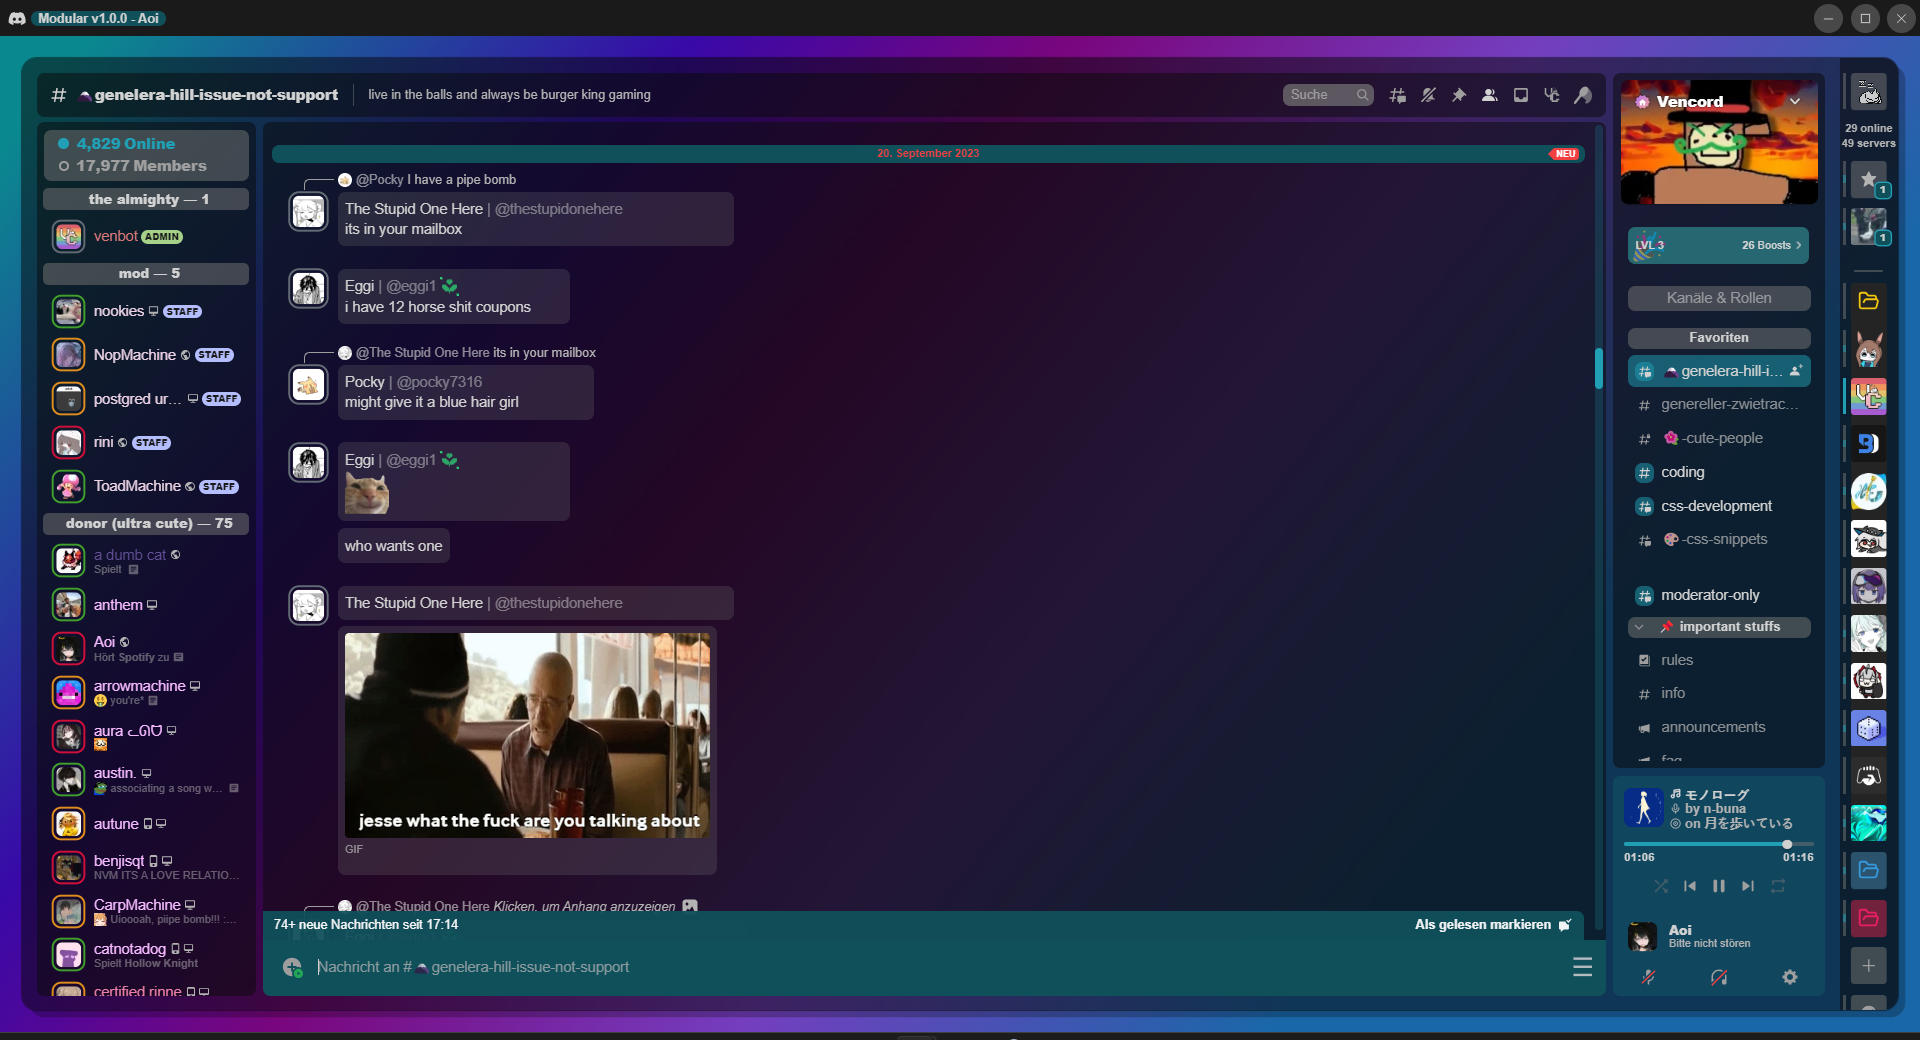 Modular v1.0.0 - Aoi
genelera-hill-issue-not-support
live in the balls and always be burger king gaming
Suche
4,829 Online
17,977 Members
the almighty — 1
venbot ADMIN
mod — 5
nookies STAFF
NopMachine STAFF
postgred ur... STAFF
rini STAFF
ToadMachine STAFF
donor (ultra cute) — 75
a dumb cat
Spielt
anthem
Aoi
Hört Spotify zu
arrowmachine
you're*
aura
austin.
associating a song w...
autune
benjisqt
NVM ITS A LOVE RELATIO...
CarpMachine
Uioooah, piipe bomb!!! :...
catnotadog
Spielt Hollow Knight
certified rinne
20. September 2023
NEU
@Pocky I have a pipe bomb
The Stupid One Here | @thestupidonehere
its in your mailbox
Eggi | @eggi1
i have 12 horse shit coupons
@The Stupid One Here its in your mailbox
Pocky | @pocky7316
might give it a blue hair girl
Eggi | @eggi1
who wants one
The Stupid One Here | @thestupidonehere
jesse what the fuck are you talking about
GIF
@The Stupid One Here Klicken, um Anhang anzuzeigen
74+ neue Nachrichten seit 17:14
Als gelesen markieren
Nachricht an # genelera-hill-issue-not-support
Vencord
LVL 3
26 Boosts
Kanäle & Rollen
Favoriten
genelera-hill-i...
genereller-zwietrac...
-cute-people
coding
css-development
-css-snippets
moderator-only
important stuffs
rules
info
announcements
faq
モノローグ
by n-buna
on 月を歩いている
01:06
01:16
Aoi
Bitte nicht stören
29 online
49 servers
1
1